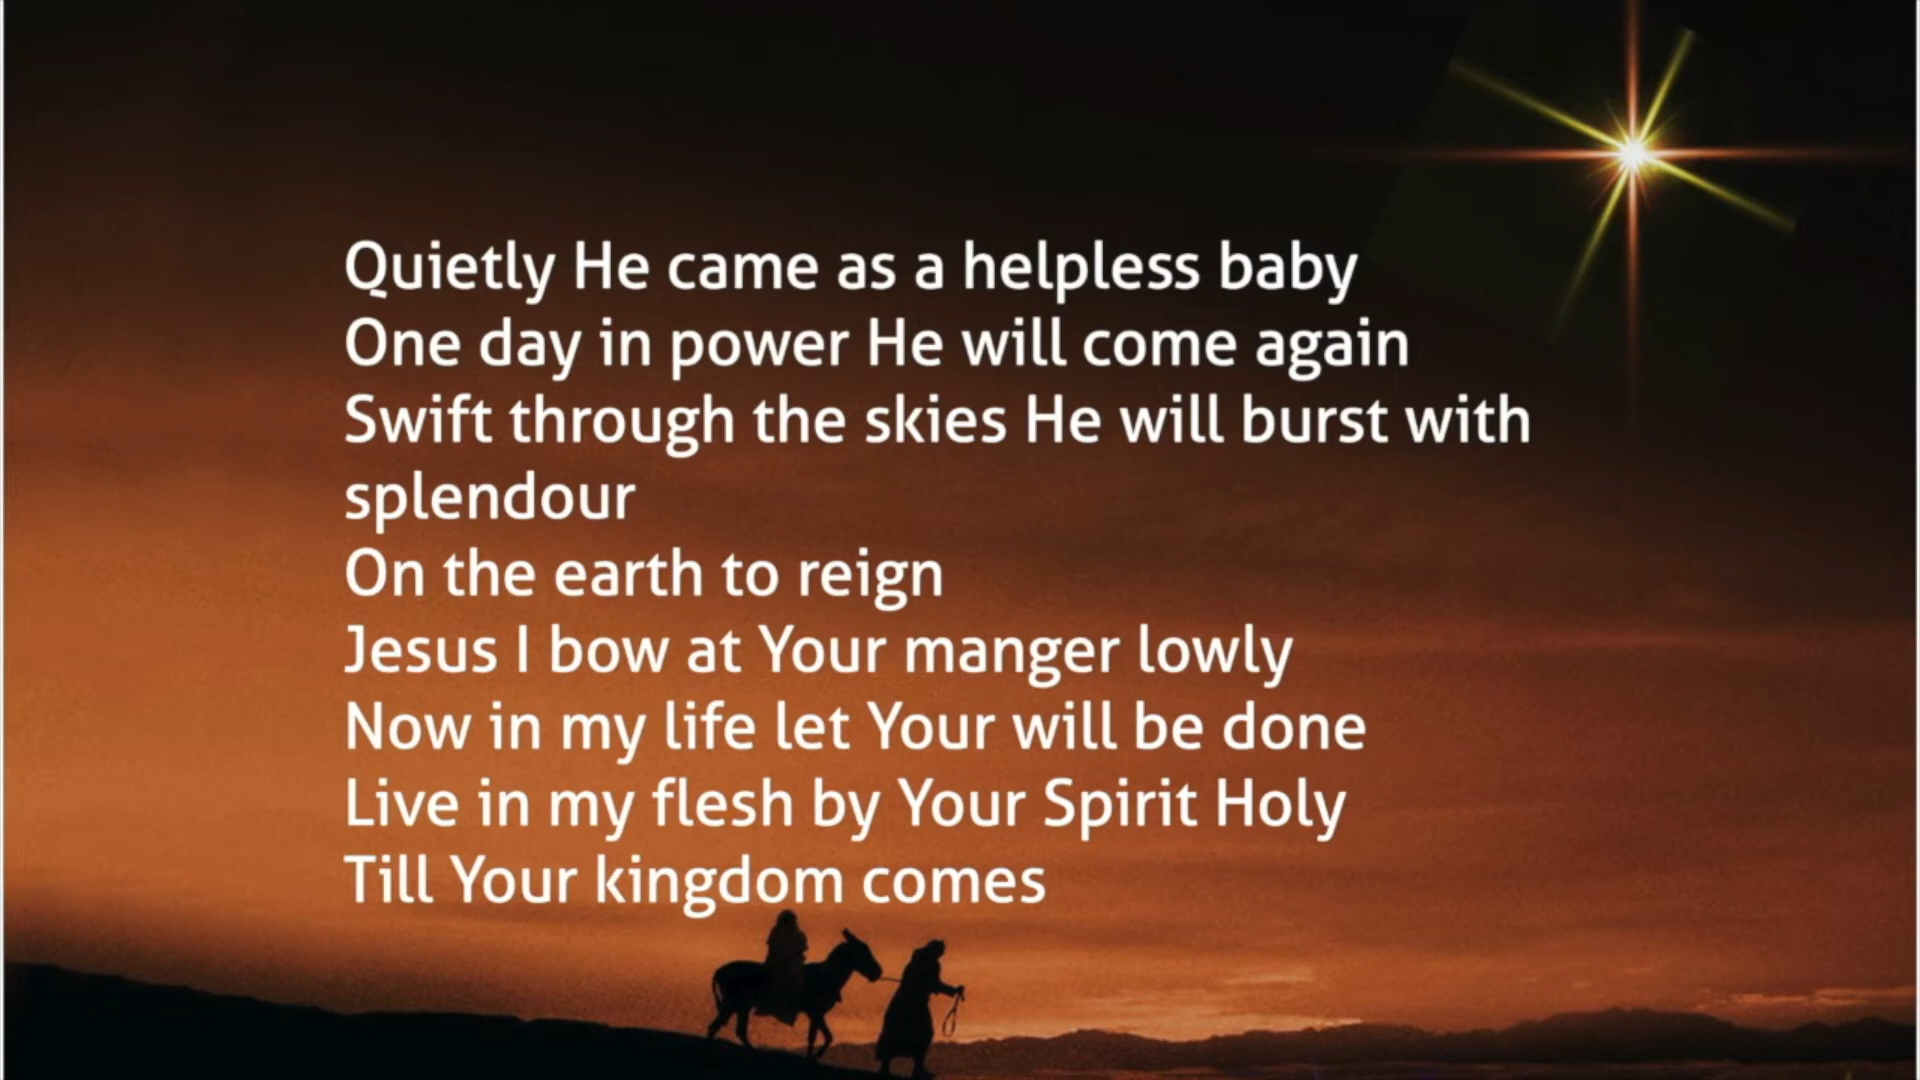 Quietly He came as a helpless baby
One day in power He will come again
Swift through the skies He will burst with
splendour
On the earth to reign
Jesus I bow at Your manger lowly
Now in my life let Your will be done
Live in my flesh by Your Spirit Holy
Till Your kingdom comes